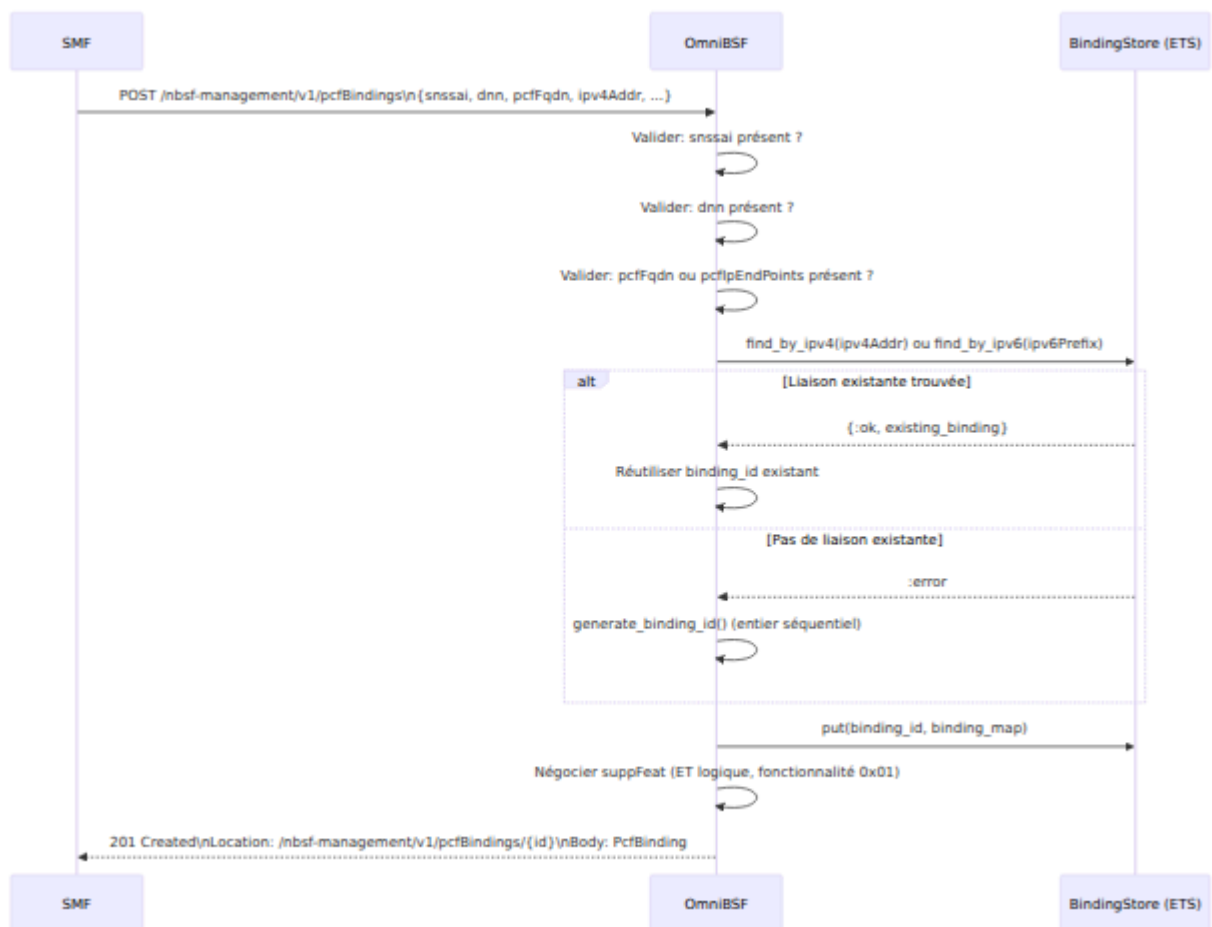 SMF
OmniBSF
BindingStore (ETS)
POST /nbsf-management/v1/pcfBindings\n{snssai, dnn, pcfFqdn, ipv4Addr, ...}
Valider: snssai présent ?
Valider: dnn présent ?
Valider: pcfFqdn ou pcfIpEndPoints présent ?
find_by_ipv4(ipv4Addr) ou find_by_ipv6(ipv6Prefix)
alt
[Liaison existante trouvée]
{:ok, existing_binding}
Réutiliser binding_id existant
[Pas de liaison existante]
:error
generate_binding_id() (entier séquentiel)
put(binding_id, binding_map)
Négocier suppFeat (ET logique, fonctionnalité 0x01)
201 Created\nLocation: /nbsf-management/v1/pcfBindings/{id}\nBody: PcfBinding
SMF
OmniBSF
BindingStore (ETS)